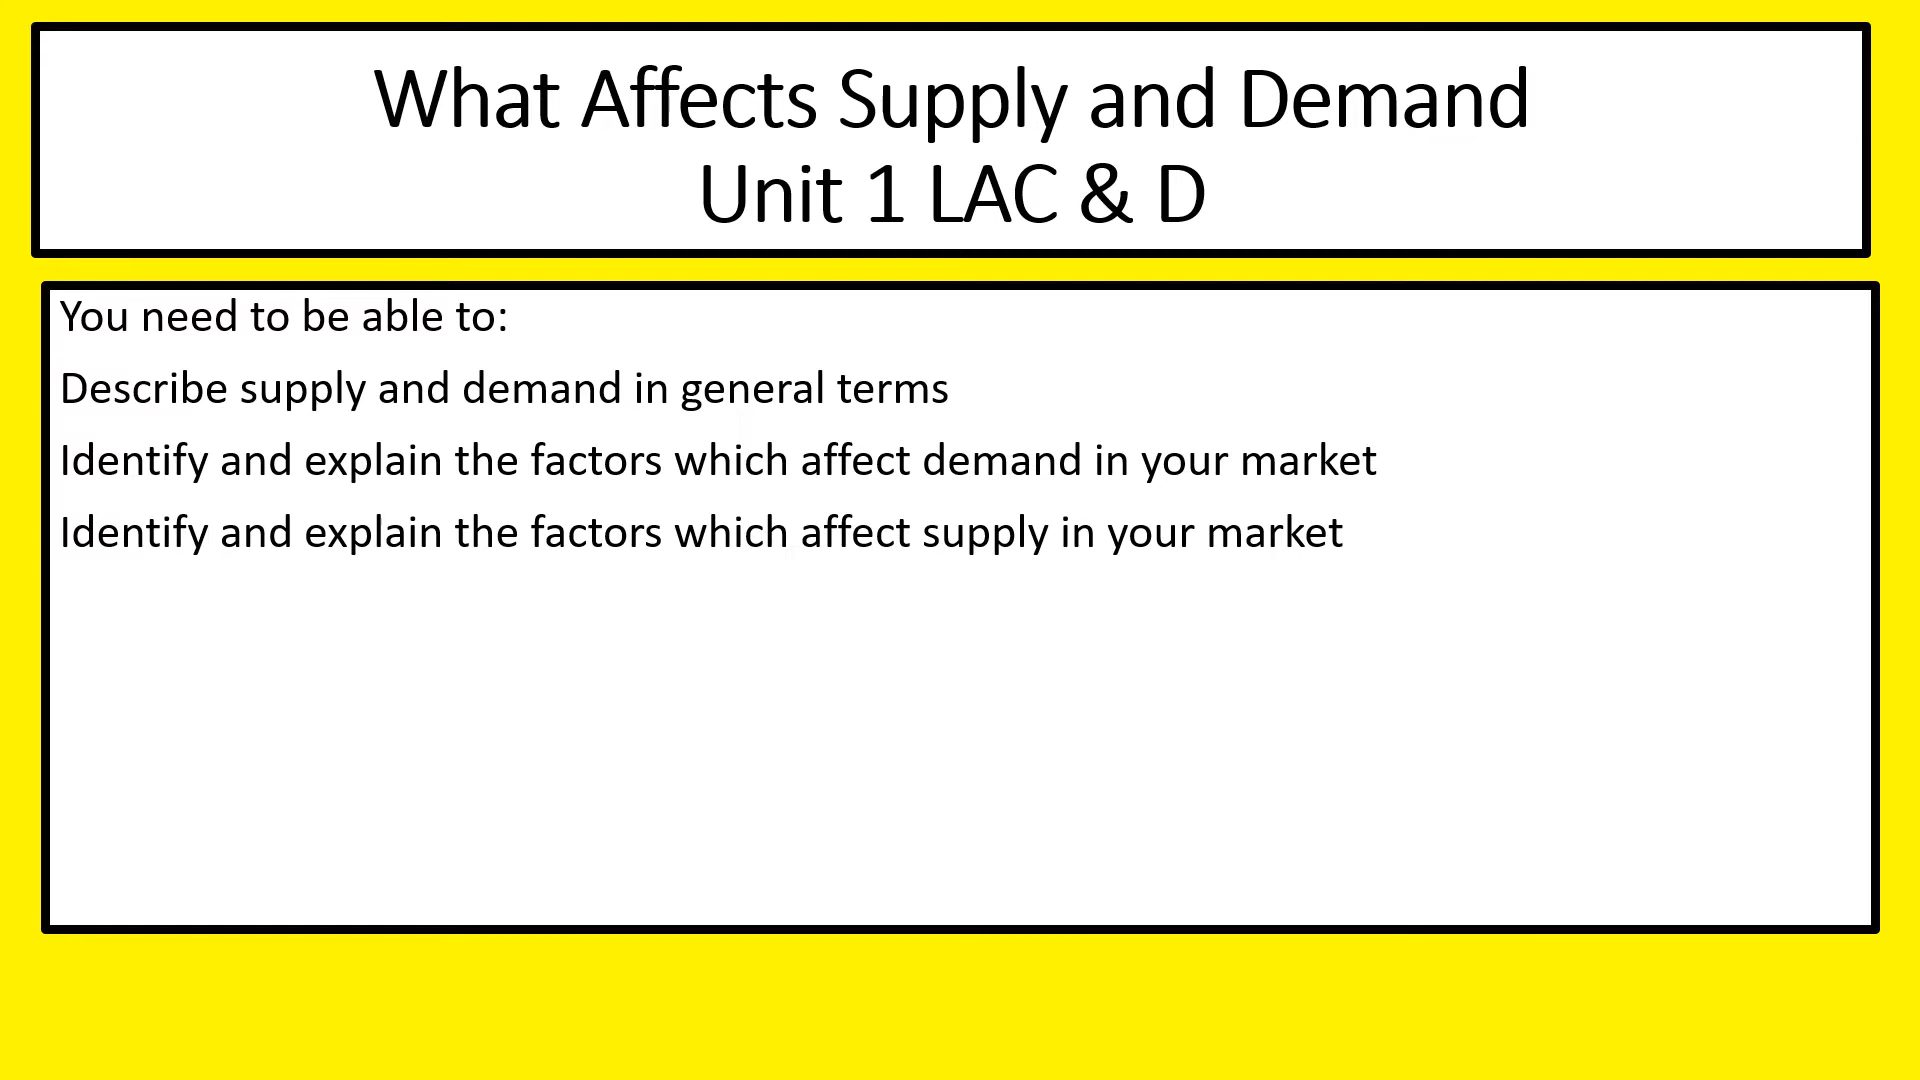 What Affects Supply and Demand
Unit 1 LAC & D
You need to be able to:
Describe supply and demand in general terms
Identify and explain the factors which affect demand in your market
Identify and explain the factors which affect supply in your market